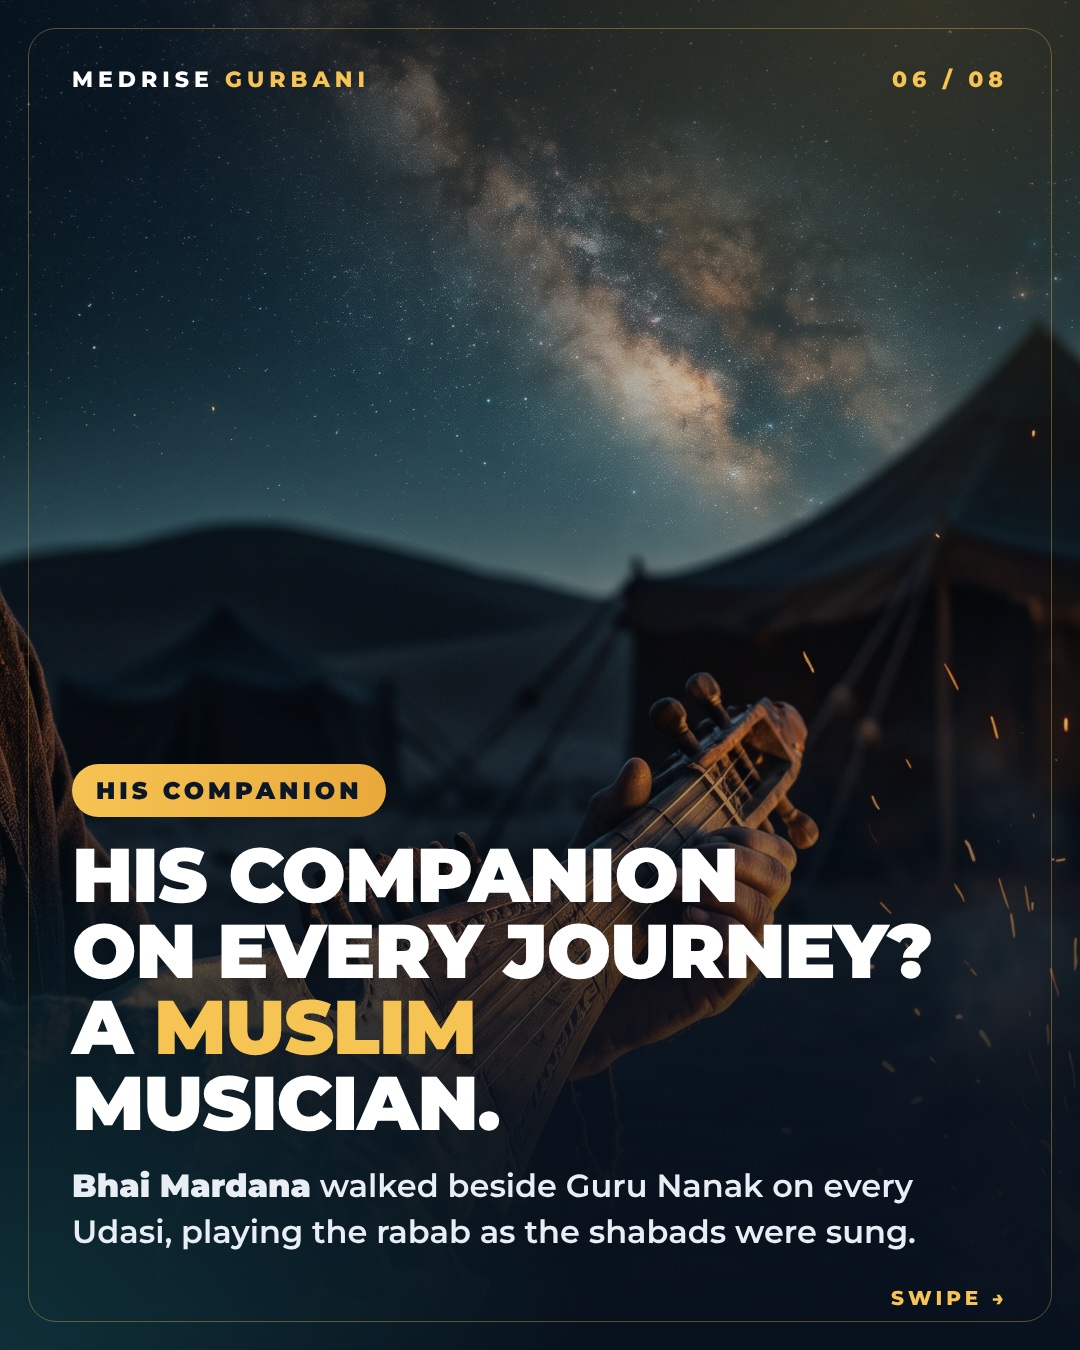 MEDRISE GURBANI
06 / 08
HIS COMPANION
HIS COMPANION
ON EVERY JOURNEY?
A MUSLIM
MUSICIAN.
Bhai Mardana walked beside Guru Nanak on every
Udasi, playing the rabab as the shabads were sung.
SWIPE →